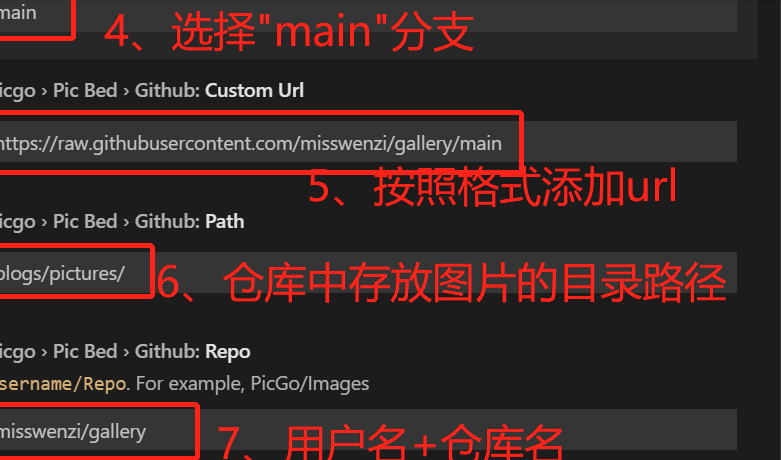 main
4、选择"main"分支
icgo › Pic Bed › Github: Custom Url
https://raw.githubusercontent.com/misswenzi/gallery/main
5、按照格式添加url
icgo › Pic Bed › Github: Path
blogs/pictures/
6、仓库中存放图片的目录路径
icgo › Pic Bed › Github: Repo
sername/Repo. For example, PicGo/Images
misswenzi/gallery
7、用户名+仓库名